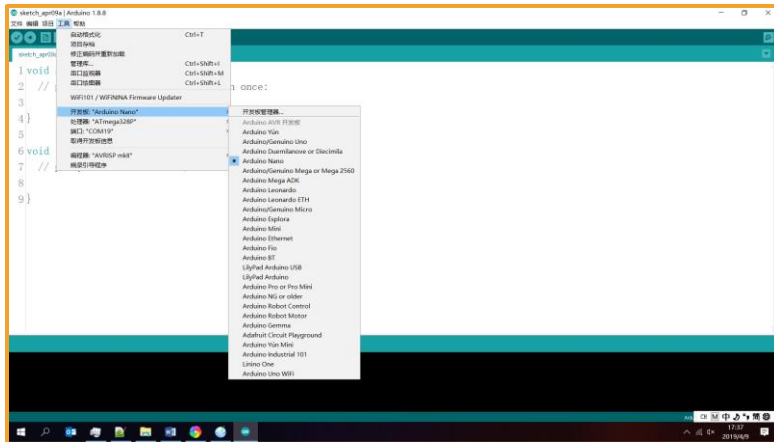 sketch_apr09a | Arduino 1.8.8
文件 编辑 项目 工具 帮助
自动格式化 Ctrl+T
项目存档
修正编码并重新加载
管理库... Ctrl+Shift+I
串口监视器 Ctrl+Shift+M
串口绘图器 Ctrl+Shift+L
WiFi101 / WiFiNINA Firmware Updater
开发板: "Arduino Nano"
处理器: "ATmega328P"
端口: "COM19"
取得开发板信息
编程器: "AVRISP mkII"
烧录引导程序
开发板管理器...
Arduino AVR 开发板
Arduino Yún
Arduino/Genuino Uno
Arduino Duemilanove or Diecimila
Arduino Nano
Arduino/Genuino Mega or Mega 2560
Arduino Mega ADK
Arduino Leonardo
Arduino Leonardo ETH
Arduino/Genuino Micro
Arduino Esplora
Arduino Mini
Arduino Ethernet
Arduino Fio
Arduino BT
LilyPad Arduino USB
LilyPad Arduino
Arduino Pro or Pro Mini
Arduino NG or older
Arduino Robot Control
Arduino Robot Motor
Arduino Gemma
Adafruit Circuit Playground
Arduino Yún Mini
Arduino Industrial 101
Linino One
Arduino Uno WiFi
1 void
2 // n once:
3
4 }
5
6 void
7 //
8
9 }
CH M 中 简
17:37
2019/4/9